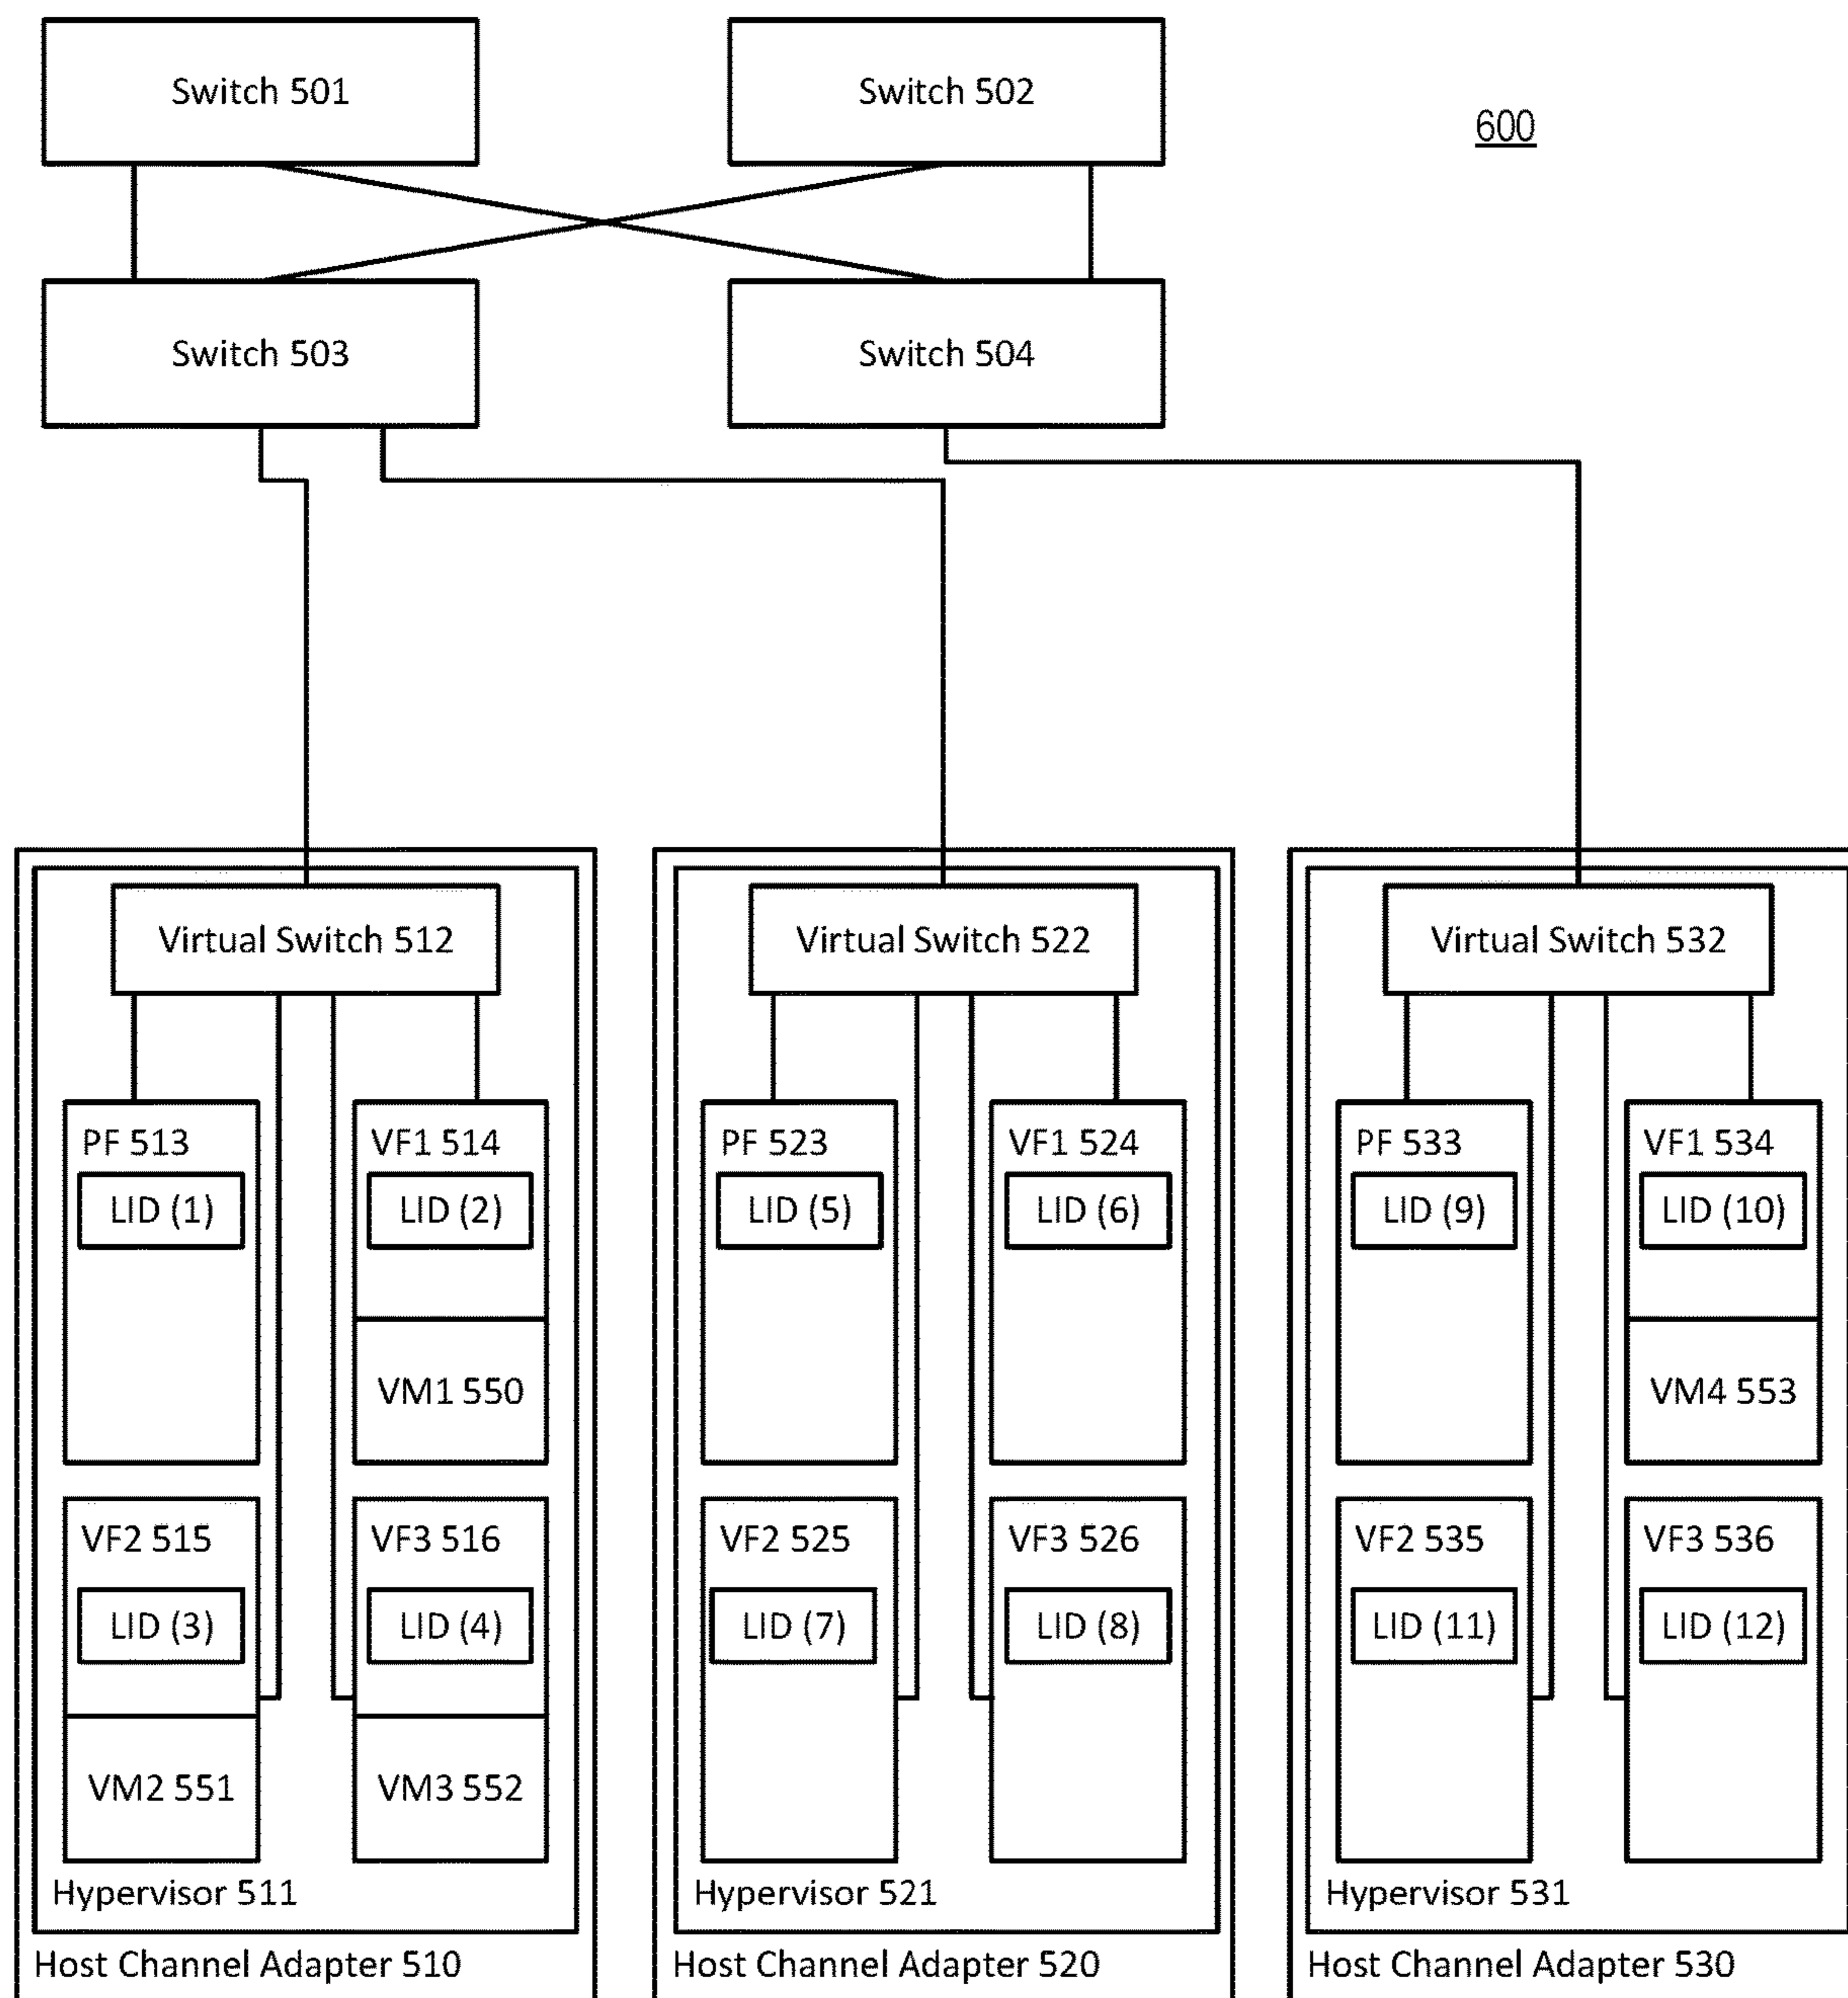 Switch 501
Switch 502
600
Switch 503
Switch 504
Virtual Switch 512
PF 513
LID (1)
VF1 514
LID (2)
VM1 550
VF2 515
LID (3)
VM2 551
VF3 516
LID (4)
VM3 552
Hypervisor 511
Host Channel Adapter 510
Virtual Switch 522
PF 523
LID (5)
VF1 524
LID (6)
VF2 525
LID (7)
VF3 526
LID (8)
Hypervisor 521
Host Channel Adapter 520
Virtual Switch 532
PF 533
LID (9)
VF1 534
LID (10)
VM4 553
VF2 535
LID (11)
VF3 536
LID (12)
Hypervisor 531
Host Channel Adapter 530